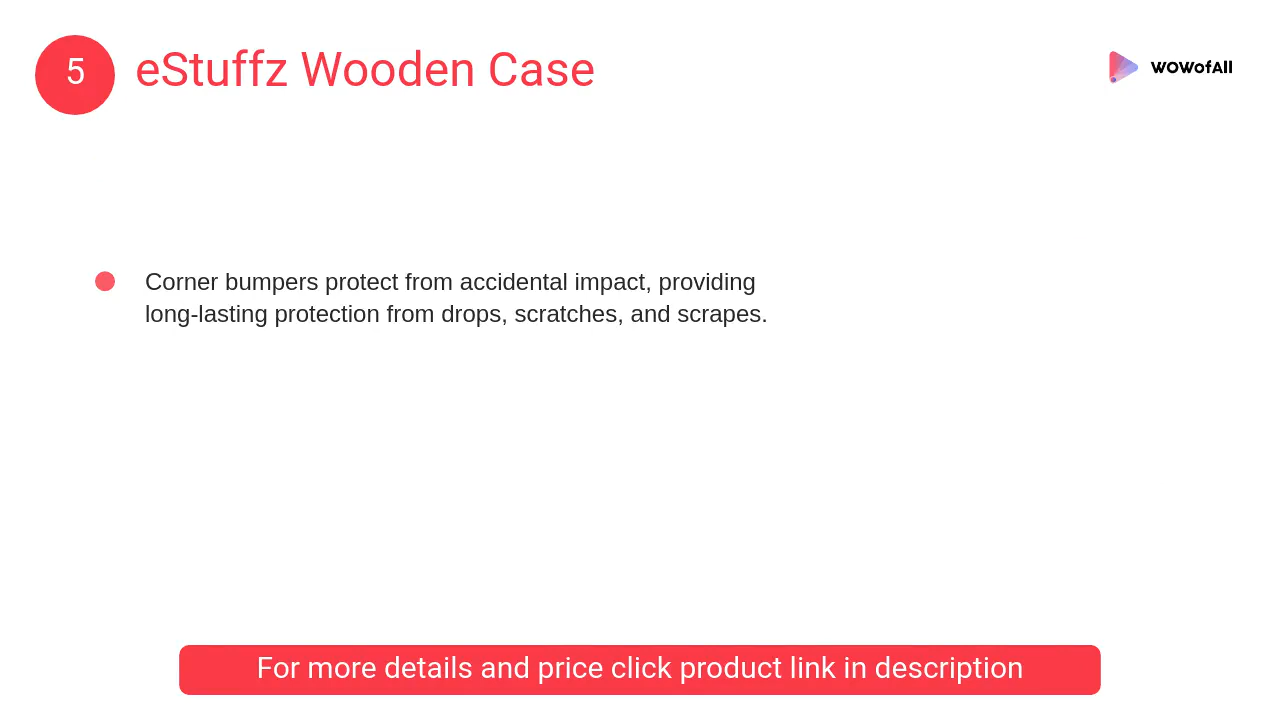 5
eStuffz Wooden Case
WOWofAll
Corner bumpers protect from accidental impact, providing
long-lasting protection from drops, scratches, and scrapes.
For more details and price click product link in description